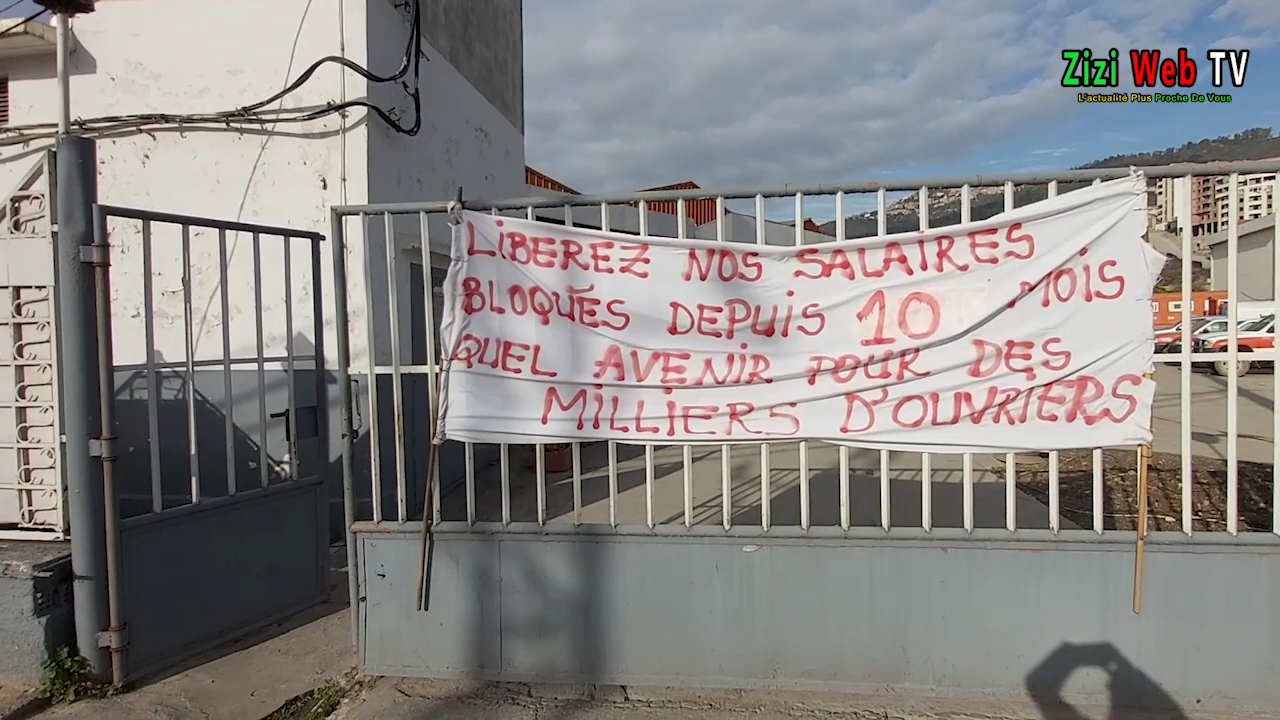 Zizi Web TV
L'actualité Plus Proche De Vous
LIBEREZ NOS SALAIRES
BLOQUÉS DEPUIS 10 MOIS
QUEL AVENIR POUR DES
MILLIERS D'OUVRIERS